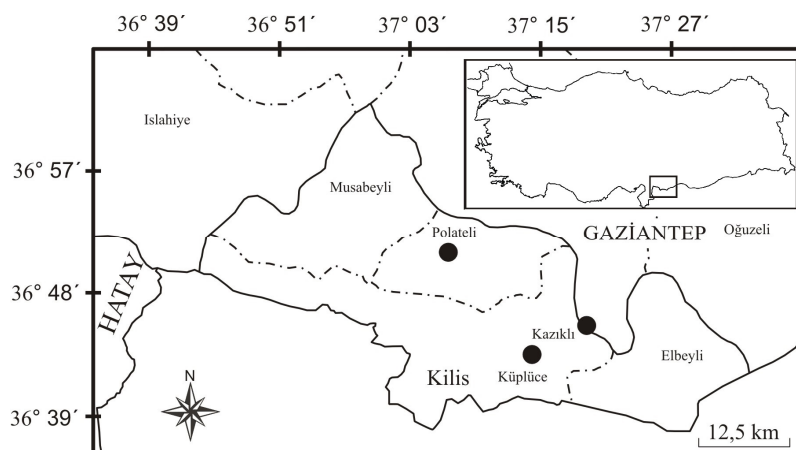 36° 39´ 36° 51´ 37° 03´ 37° 15´ 37° 27´
Islahiye
36° 57´
Musabeyli
Polateli
GAZİANTEP
Oğuzeli
HATAY
36° 48´
Kazıklı
Elbeyli
Küplüce
Kilis
N
36° 39´
12,5 km